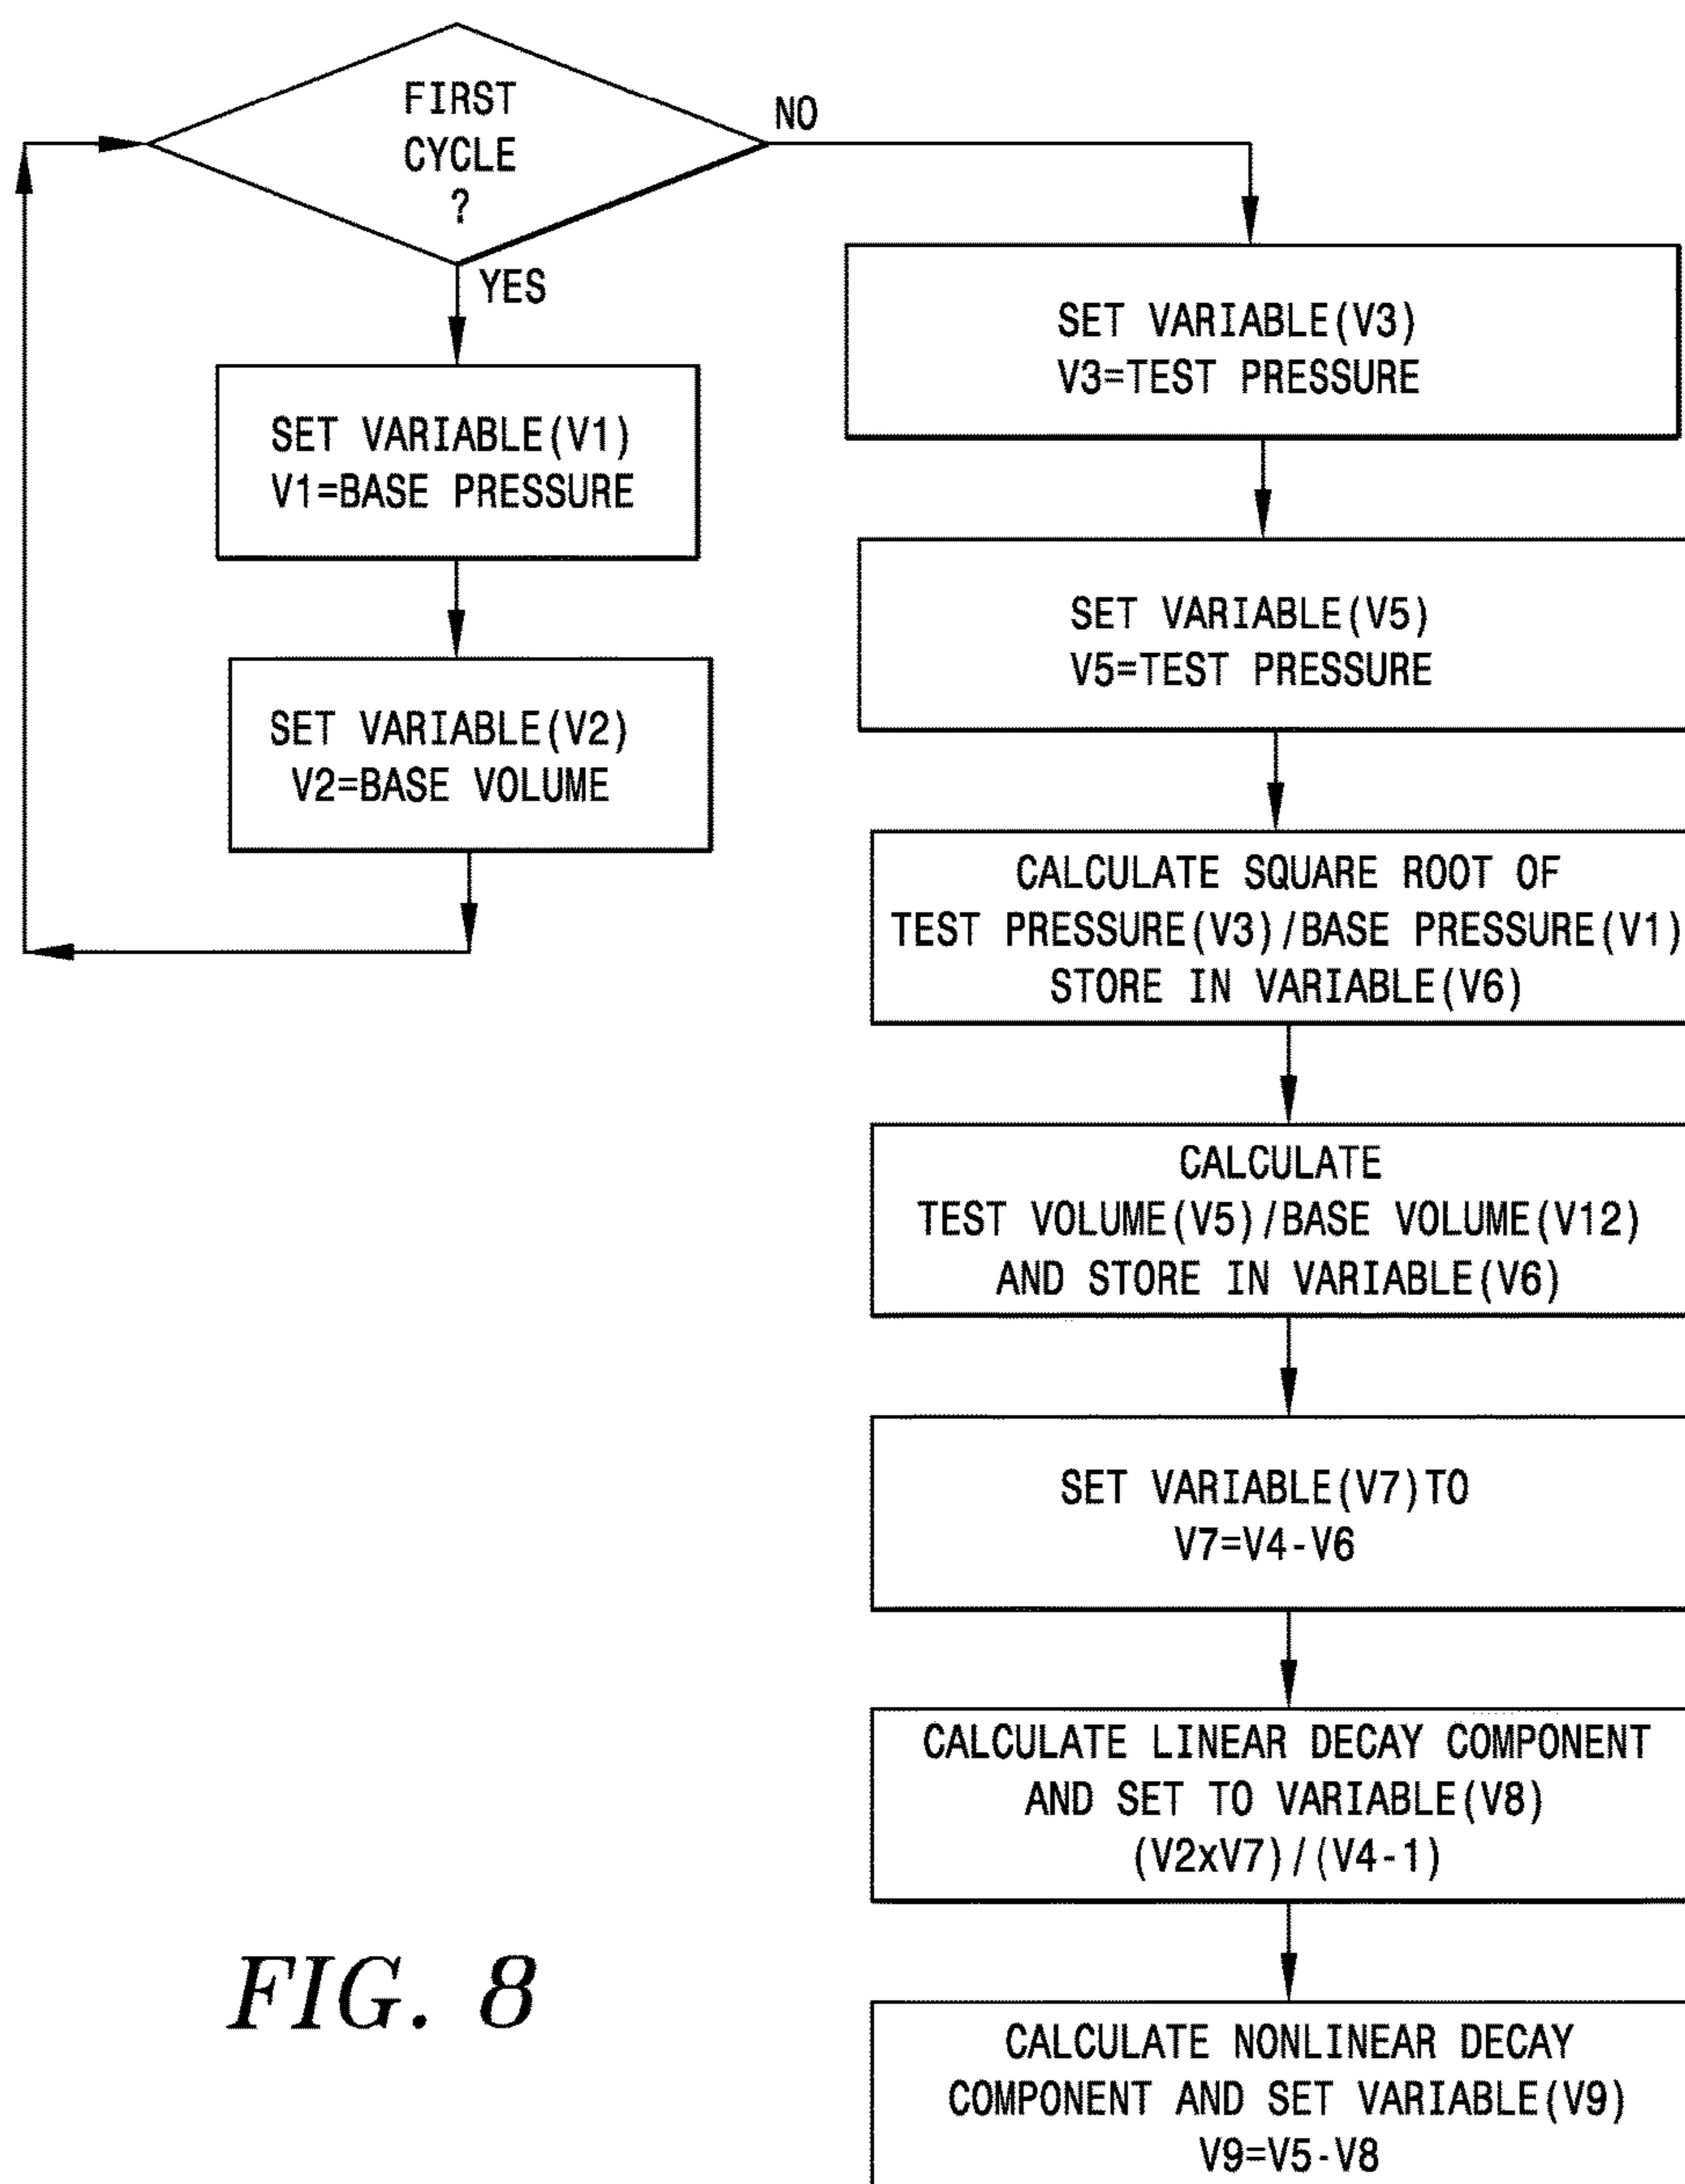 FIRST
CYCLE
?
NO
YES
SET VARIABLE(V1)
V1=BASE PRESSURE
SET VARIABLE(V2)
V2=BASE VOLUME
SET VARIABLE(V3)
V3=TEST PRESSURE
SET VARIABLE(V5)
V5=TEST PRESSURE
CALCULATE SQUARE ROOT OF
TEST PRESSURE(V3)/BASE PRESSURE(V1)
STORE IN VARIABLE(V6)
CALCULATE
TEST VOLUME(V5)/BASE VOLUME(V12)
AND STORE IN VARIABLE(V6)
SET VARIABLE(V7)TO
V7=V4-V6
CALCULATE LINEAR DECAY COMPONENT
AND SET TO VARIABLE(V8)
(V2xV7)/(V4-1)
CALCULATE NONLINEAR DECAY
COMPONENT AND SET VARIABLE(V9)
V9=V5-V8
FIG. 8